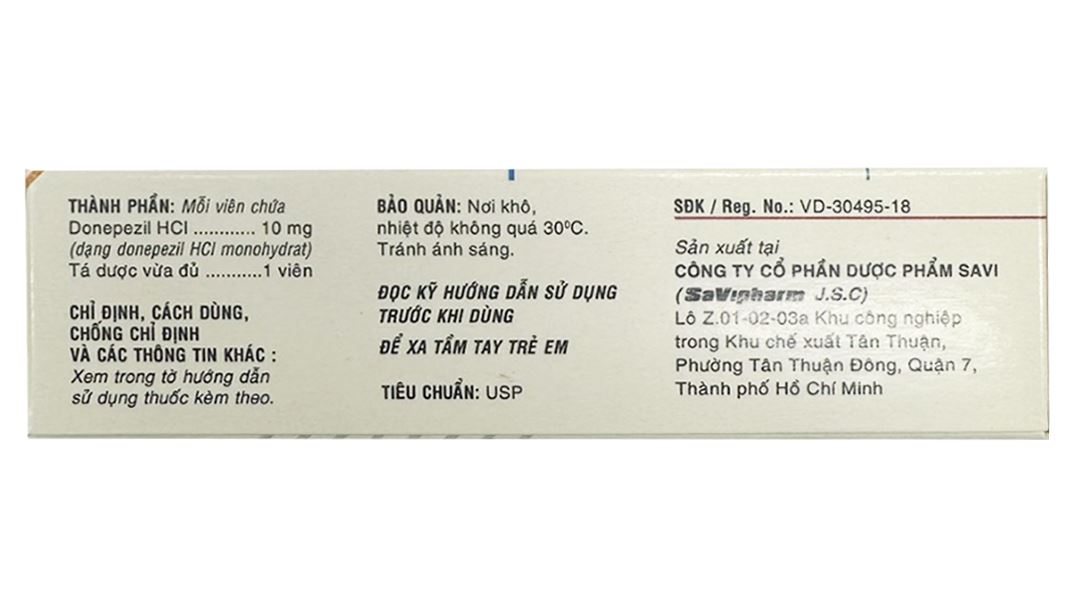 THÀNH PHẦN: Mỗi viên chứa
Donepezil HCl ............ 10 mg
(dạng donepezil HCl monohydrat)
Tá dược vừa đủ ...........1 viên
CHỈ ĐỊNH, CÁCH DÙNG,
CHỐNG CHỈ ĐỊNH
VÀ CÁC THÔNG TIN KHÁC :
Xem trong tờ hướng dẫn
sử dụng thuốc kèm theo.
BẢO QUẢN: Nơi khô,
nhiệt độ không quá 30⁰C.
Tránh ánh sáng.
ĐỌC KỸ HƯỚNG DẪN SỬ DỤNG
TRƯỚC KHI DÙNG
ĐỂ XA TẦM TAY TRẺ EM
TIÊU CHUẨN: USP
SĐK / Reg. No.: VD-30495-18
Sản xuất tại
CÔNG TY CỔ PHẦN DƯỢC PHẨM SAVI
(SaVipharm J.S.C)
Lô Z.01-02-03a Khu công nghiệp
trong Khu chế xuất Tân Thuận,
Phường Tân Thuận Đông, Quận 7,
Thành phố Hồ Chí Minh